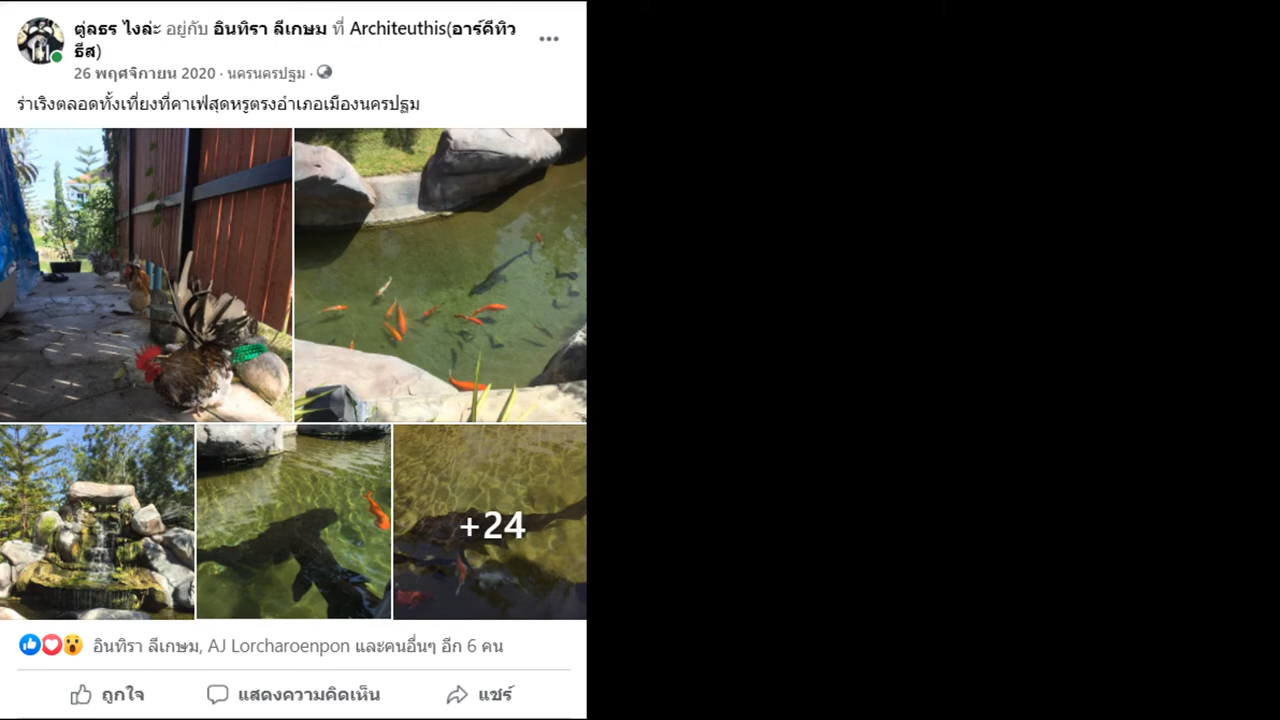 ตู่ลธร ไงล่ะ อยู่กับ อินทิรา ลีเกษม ที่ Architeuthis(อาร์คีทิว
ธีส)
26 พฤศจิกายน 2020 · นครนครปฐม ·
ร่าเริงตลอดทั้งเที่ยงที่คาเฟ่สุดหรูตรงอำเภอเมืองนครปฐม
+24
อินทิรา ลีเกษม, AJ Lorcharoenpon และคนอื่นๆ อีก 6 คน
ถูกใจ
แสดงความคิดเห็น
แชร์